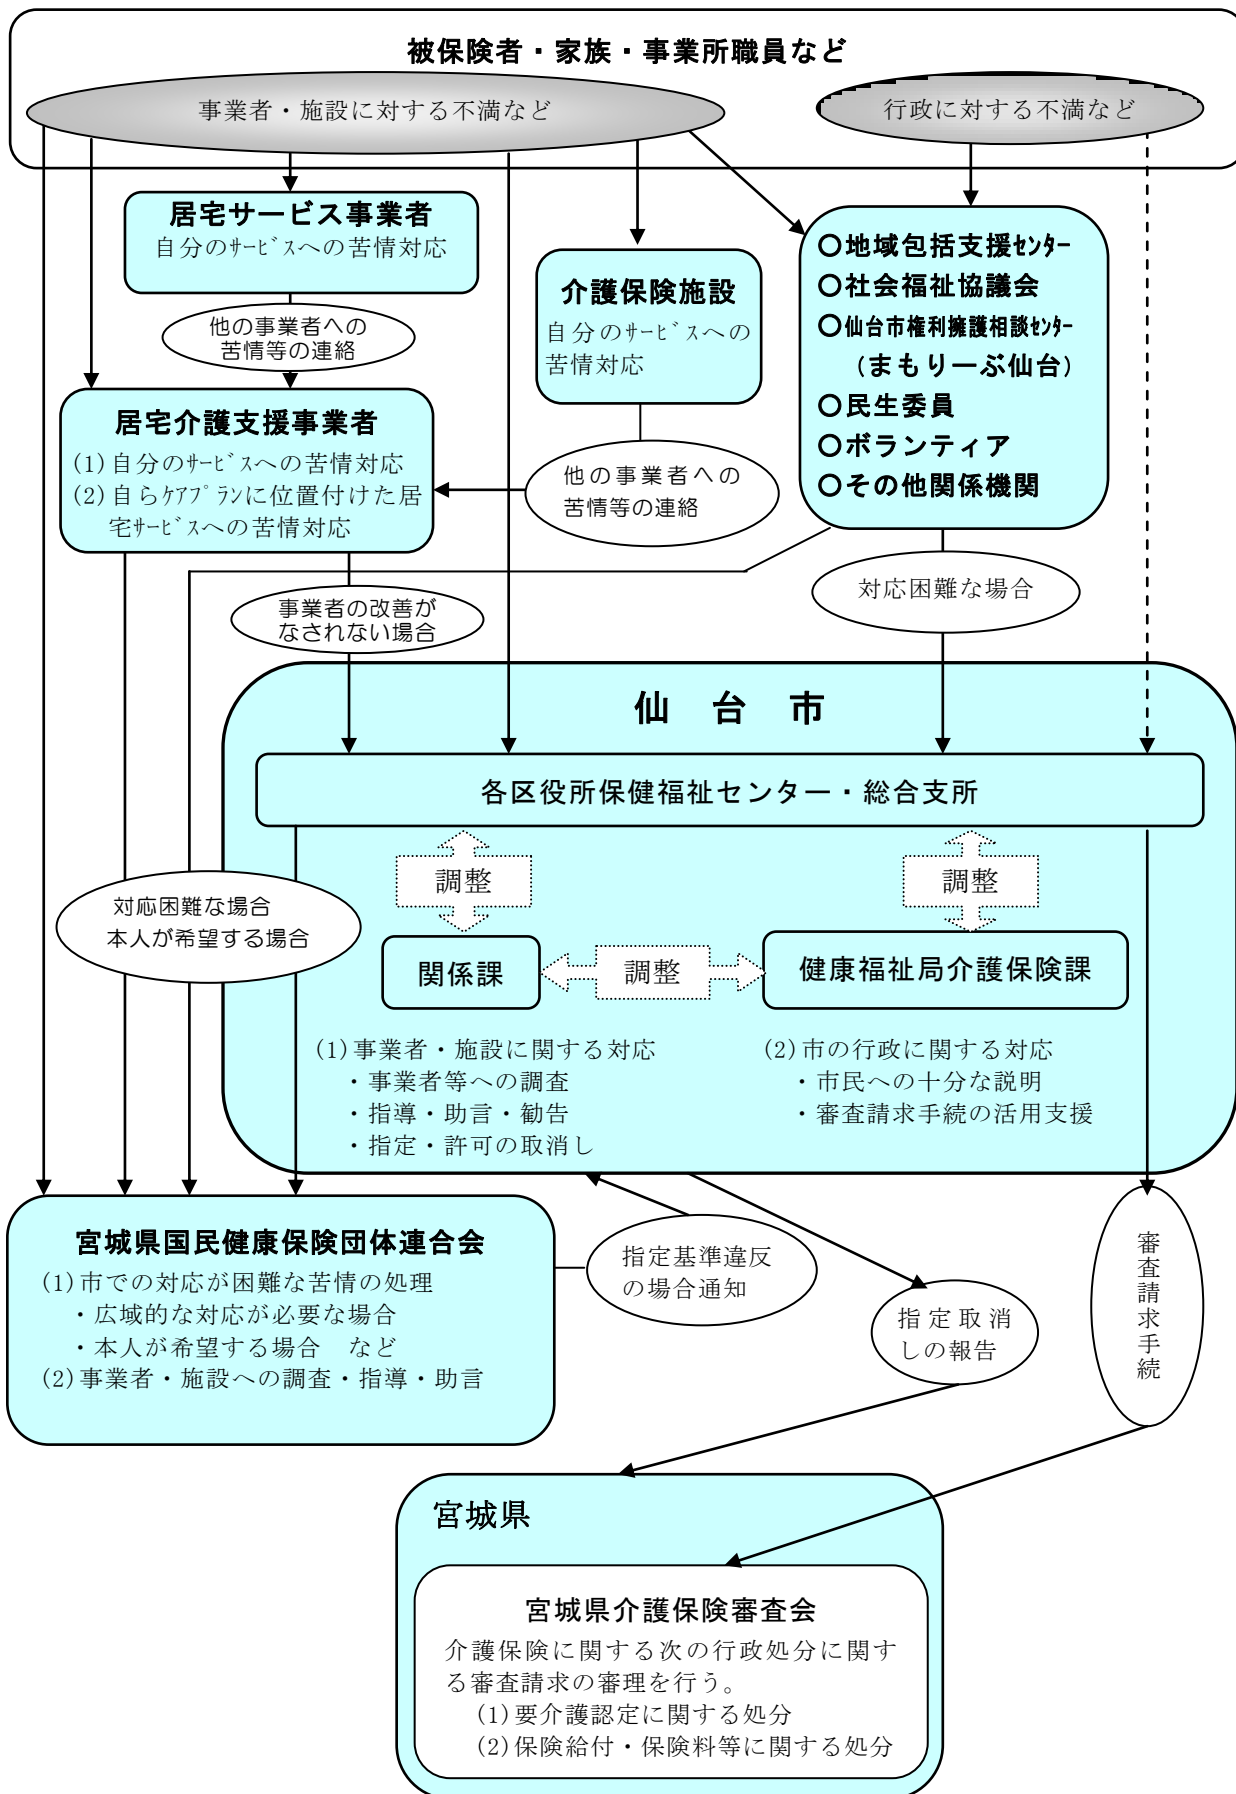 被保険者・家族・事業所職員など
事業者・施設に対する不満など
行政に対する不満など
居宅サービス事業者
自分のｻｰﾋﾞｽへの苦情対応
他の事業者への
苦情等の連絡
介護保険施設
自分のｻｰﾋﾞｽへの
苦情対応
○地域包括支援ｾﾝﾀｰ
○社会福祉協議会
○仙台市権利擁護相談ｾﾝﾀｰ
(まもりーぶ仙台)
○民生委員
○ボランティア
○その他関係機関
居宅介護支援事業者
(1)自分のｻｰﾋﾞｽへの苦情対応
(2)自らｹｱﾌﾟﾗﾝに位置付けた居
宅ｻｰﾋﾞｽへの苦情対応
他の事業者への
苦情等の連絡
事業者の改善が
なされない場合
対応困難な場合
仙　台　市
各区役所保健福祉センター・総合支所
調整
調整
対応困難な場合
本人が希望する場合
関係課
調整
健康福祉局介護保険課
(1)事業者・施設に関する対応
・事業者等への調査
・指導・助言・勧告
・指定・許可の取消し
(2)市の行政に関する対応
・市民への十分な説明
・審査請求手続の活用支援
宮城県国民健康保険団体連合会
(1)市での対応が困難な苦情の処理
・広域的な対応が必要な場合
・本人が希望する場合　など
(2)事業者・施設への調査・指導・助言
指定基準違反
の場合通知
指定取消
しの報告
審査請求手続
宮城県
宮城県介護保険審査会
介護保険に関する次の行政処分に関す
る審査請求の審理を行う。
(1)要介護認定に関する処分
(2)保険給付・保険料等に関する処分